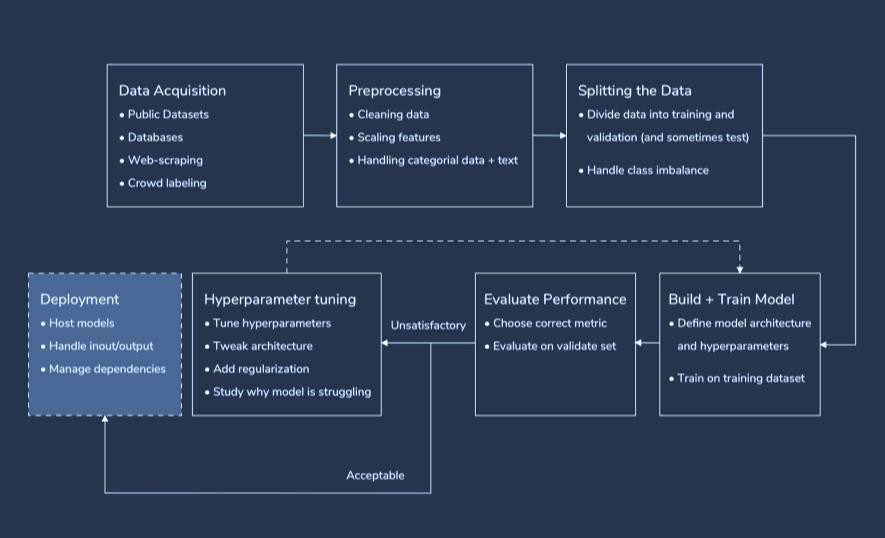 Data Acquisition
• Public Datasets
• Databases
• Web-scraping
• Crowd labeling
Preprocessing
• Cleaning data
• Scaling features
• Handling categorial data + text
Splitting the Data
• Divide data into training and
validation (and sometimes test)
• Handle class imbalance
Deployment
• Host models
• Handle inout/output
• Manage dependencies
Hyperparameter tuning
• Tune hyperparameters
• Tweak architecture
• Add regularization
• Study why model is struggling
Unsatisfactory
Evaluate Performance
• Choose correct metric
• Evaluate on validate set
Build + Train Model
• Define model architecture
and hyperparameters
• Train on training dataset
Acceptable